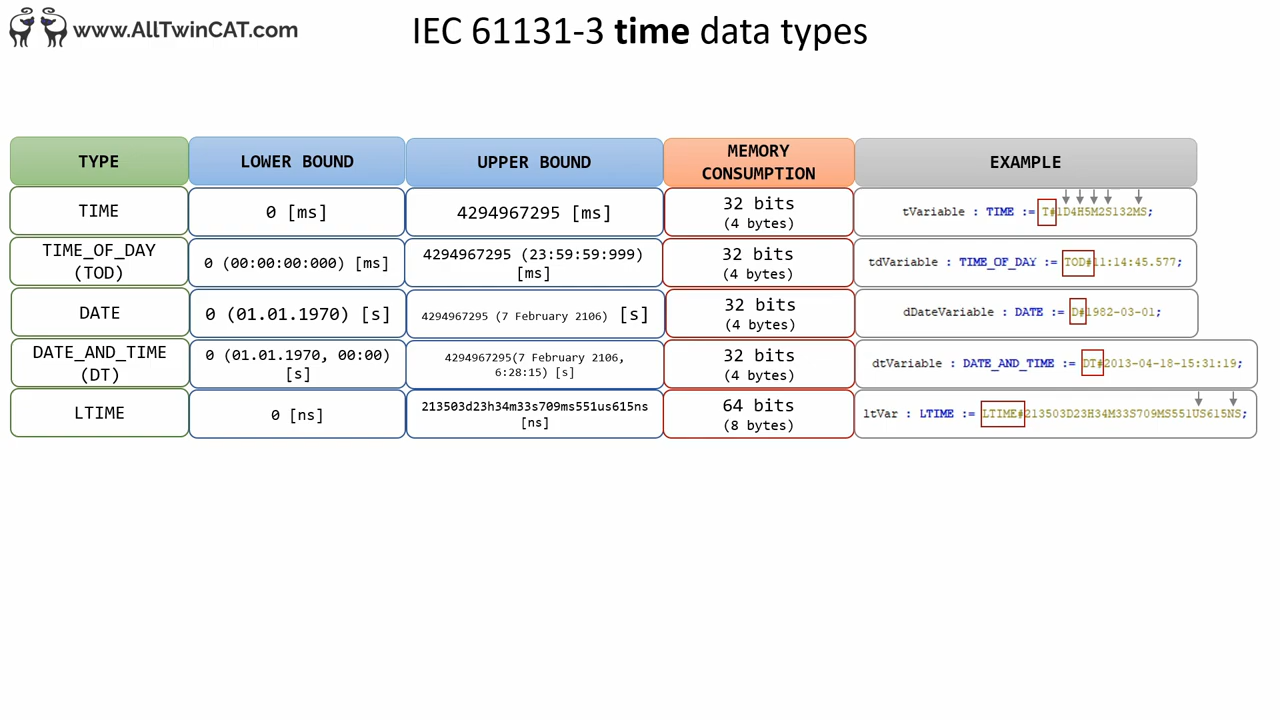 www.AllTwinCAT.com
IEC 61131-3 time data types
TYPE
LOWER BOUND
UPPER BOUND
MEMORY
CONSUMPTION
EXAMPLE
TIME
0 [ms]
4294967295 [ms]
32 bits
(4 bytes)
tVariable : TIME := T#1D4H5M2S132MS;
TIME_OF_DAY
(TOD)
0 (00:00:00:000) [ms]
4294967295 (23:59:59:999)
[ms]
32 bits
(4 bytes)
tdVariable : TIME_OF_DAY := TOD#11:14:45.577;
DATE
0 (01.01.1970) [s]
4294967295 (7 February 2106) [s]
32 bits
(4 bytes)
dDateVariable : DATE := D#1982-03-01;
DATE_AND_TIME
(DT)
0 (01.01.1970, 00:00)
[s]
4294967295(7 February 2106,
6:28:15) [s]
32 bits
(4 bytes)
dtVariable : DATE_AND_TIME := DT#2013-04-18-15:31:19;
LTIME
0 [ns]
213503d23h34m33s709ms551us615ns
[ns]
64 bits
(8 bytes)
ltVar : LTIME := LTIME#213503D23H34M33S709MS551US615NS;